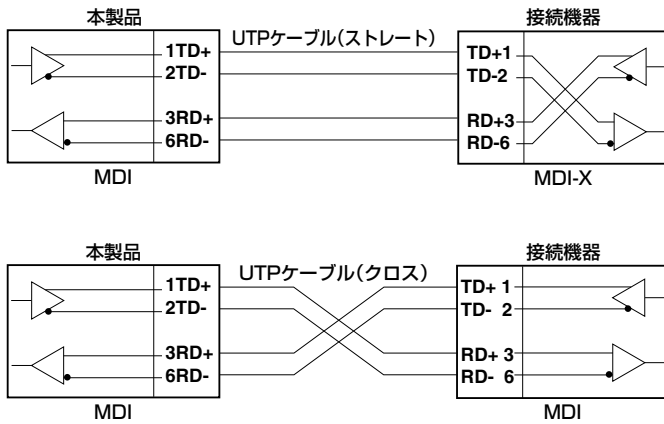 本製品
UTPケーブル(ストレート)
接続機器
1TD+
2TD-
3RD+
6RD-
TD+1
TD-2
RD+3
RD-6
MDI
MDI-X
本製品
UTPケーブル(クロス)
接続機器
1TD+
2TD-
3RD+
6RD-
TD+ 1
TD- 2
RD+ 3
RD- 6
MDI
MDI